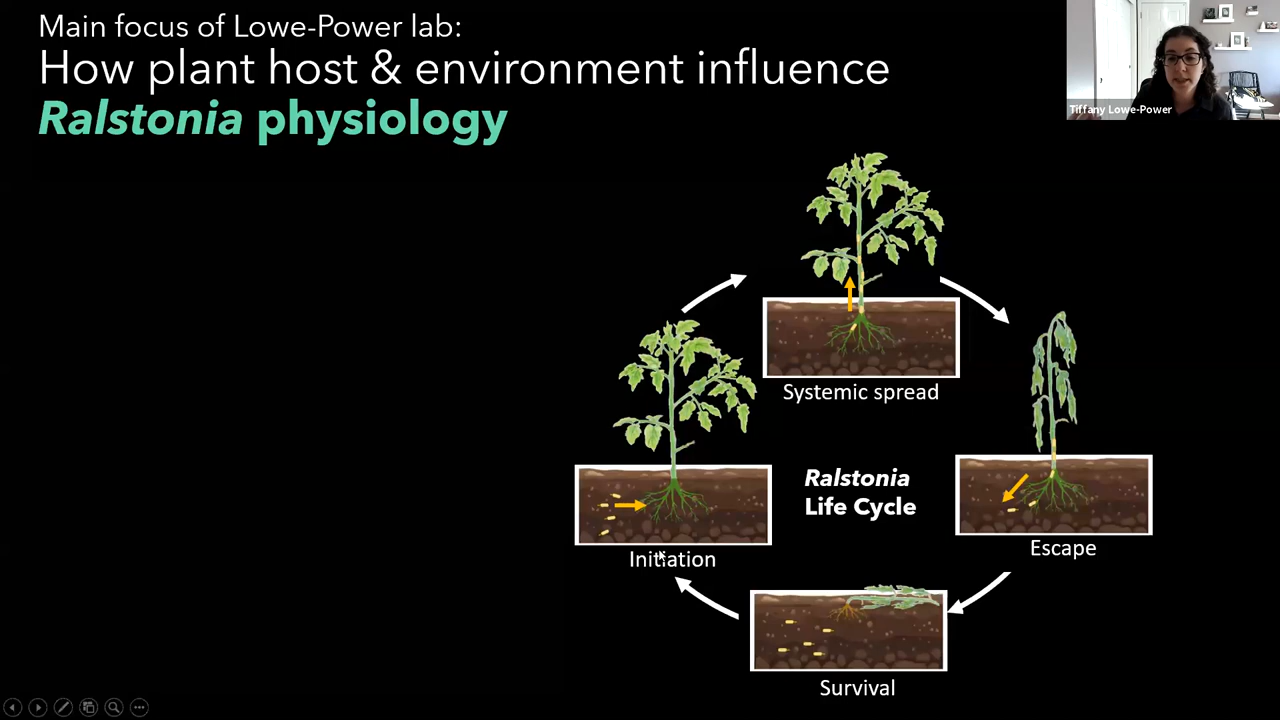 Main focus of Lowe-Power lab:
How plant host & environment influence
Ralstonia physiology
Tiffany Lowe-Power
Systemic spread
Ralstonia
Life Cycle
Initiation
Escape
Survival